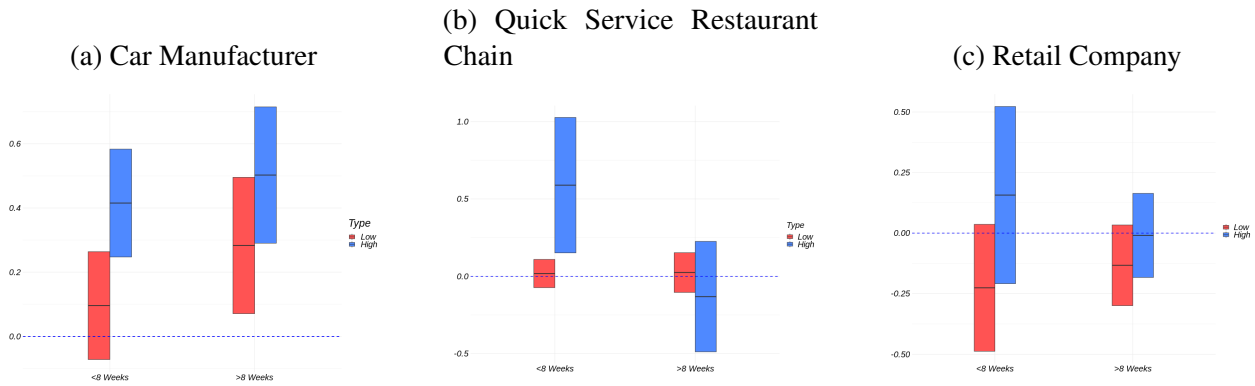 (a) Car Manufacturer
0.6
0.4
0.2
0.0
<8 Weeks >8 Weeks
Type
Low
High
(b) Quick Service Restaurant
Chain
1.0
0.5
0.0
-0.5
<8 Weeks >8 Weeks
Type
Low
High
(c) Retail Company
0.50
0.25
0.00
-0.25
-0.50
<8 Weeks >8 Weeks
Low
High